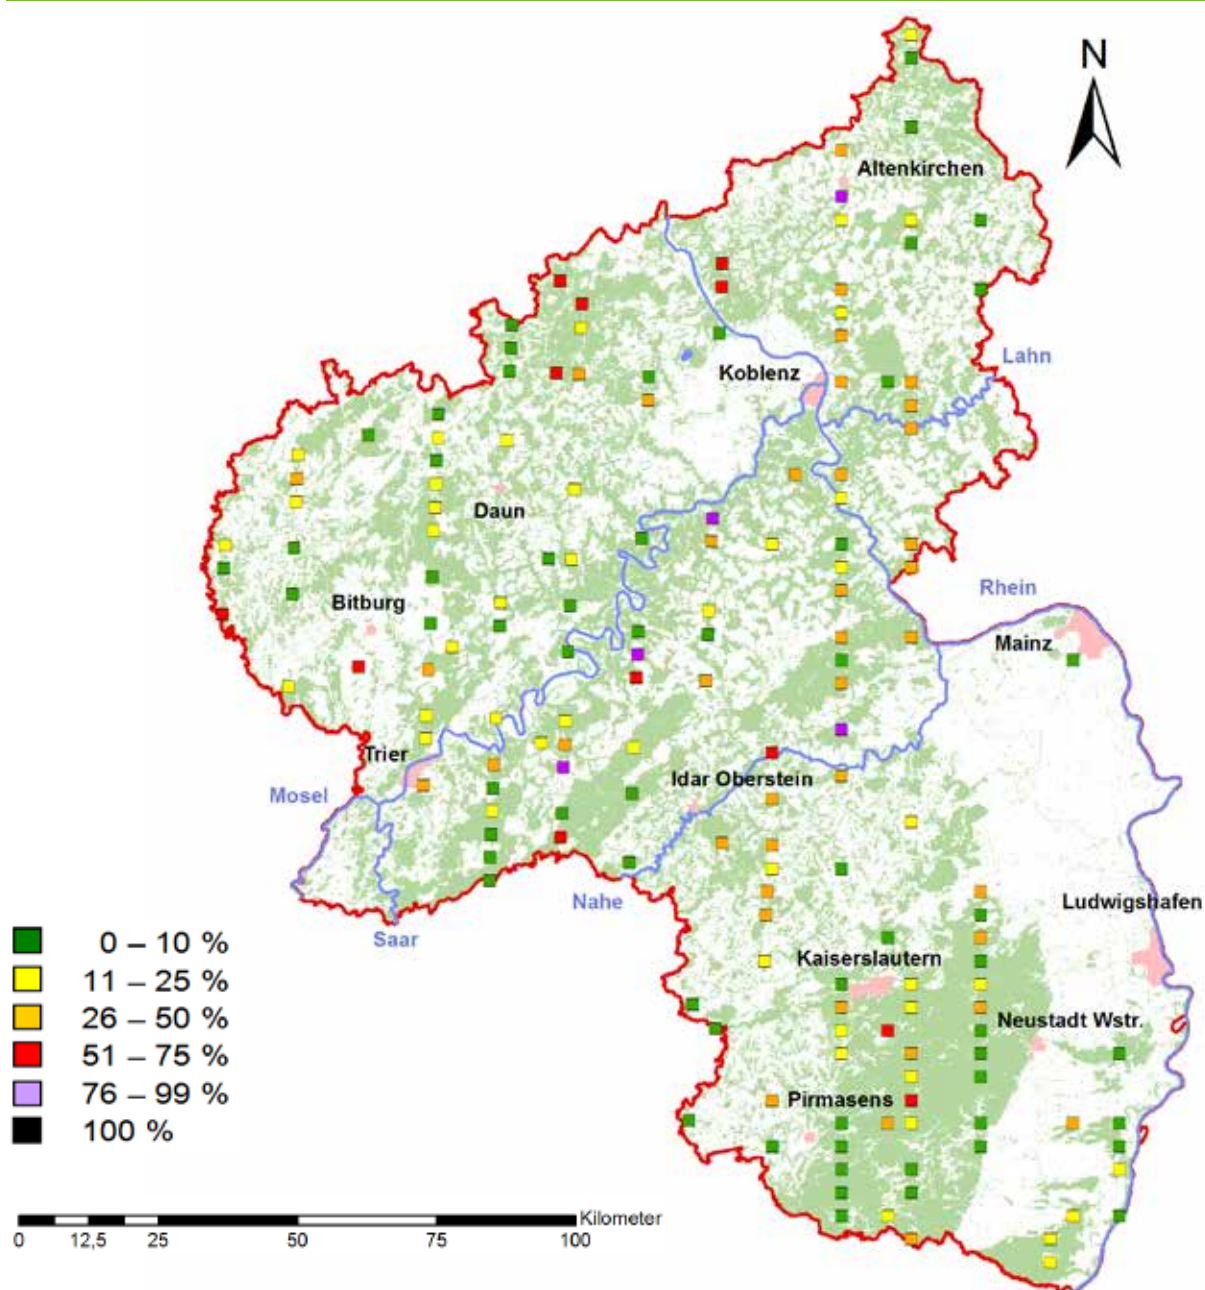 N
Altenkirchen
Lahn
Koblenz
Daun
Rhein
Bitburg
Mainz
Trier
Idar Oberstein
Mosel
Nahe
Ludwigshafen
Saar
0 – 10 %
Kaiserslautern
11 – 25 %
26 – 50 %
Neustadt Wstr.
51 – 75 %
76 – 99 %
Pirmasens
100 %
Kilometer
0 12,5 25 50 75 100